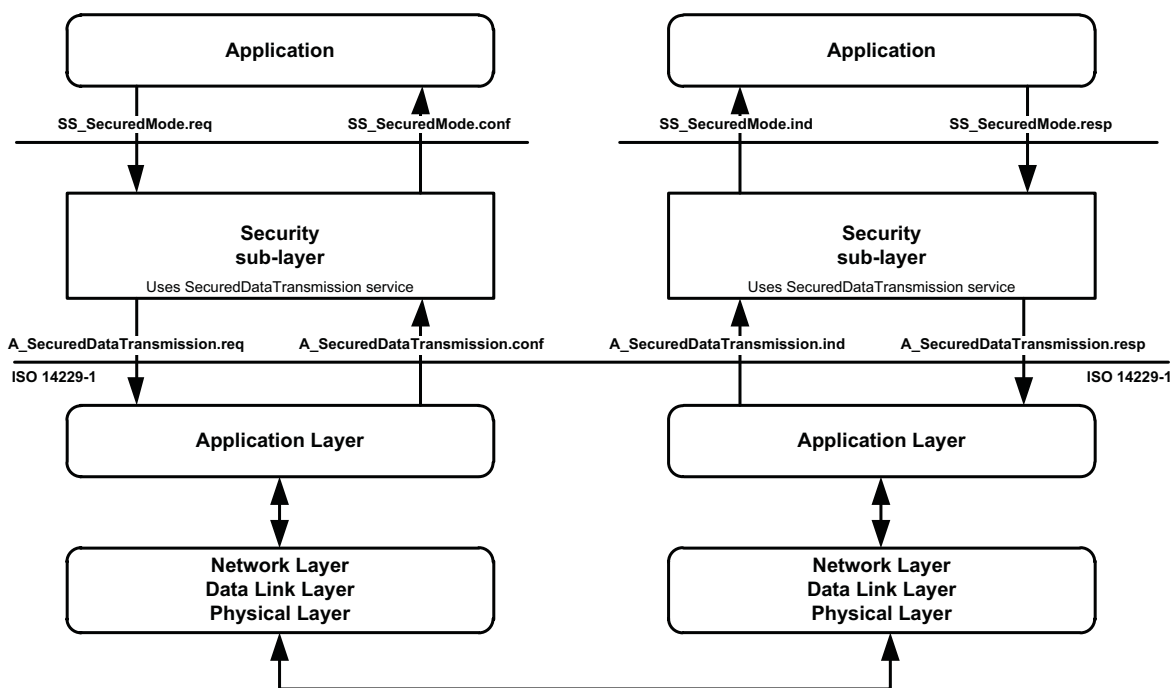 Application
Application
SS_SecuredMode.req
SS_SecuredMode.conf
SS_SecuredMode.ind
SS_SecuredMode.resp
Security
sub-layer
Uses SecuredDataTransmission service
Security
sub-layer
Uses SecuredDataTransmission service
A_SecuredDataTransmission.req
A_SecuredDataTransmission.conf
A_SecuredDataTransmission.ind
A_SecuredDataTransmission.resp
ISO 14229-1
ISO 14229-1
Application Layer
Application Layer
Network Layer
Data Link Layer
Physical Layer
Network Layer
Data Link Layer
Physical Layer